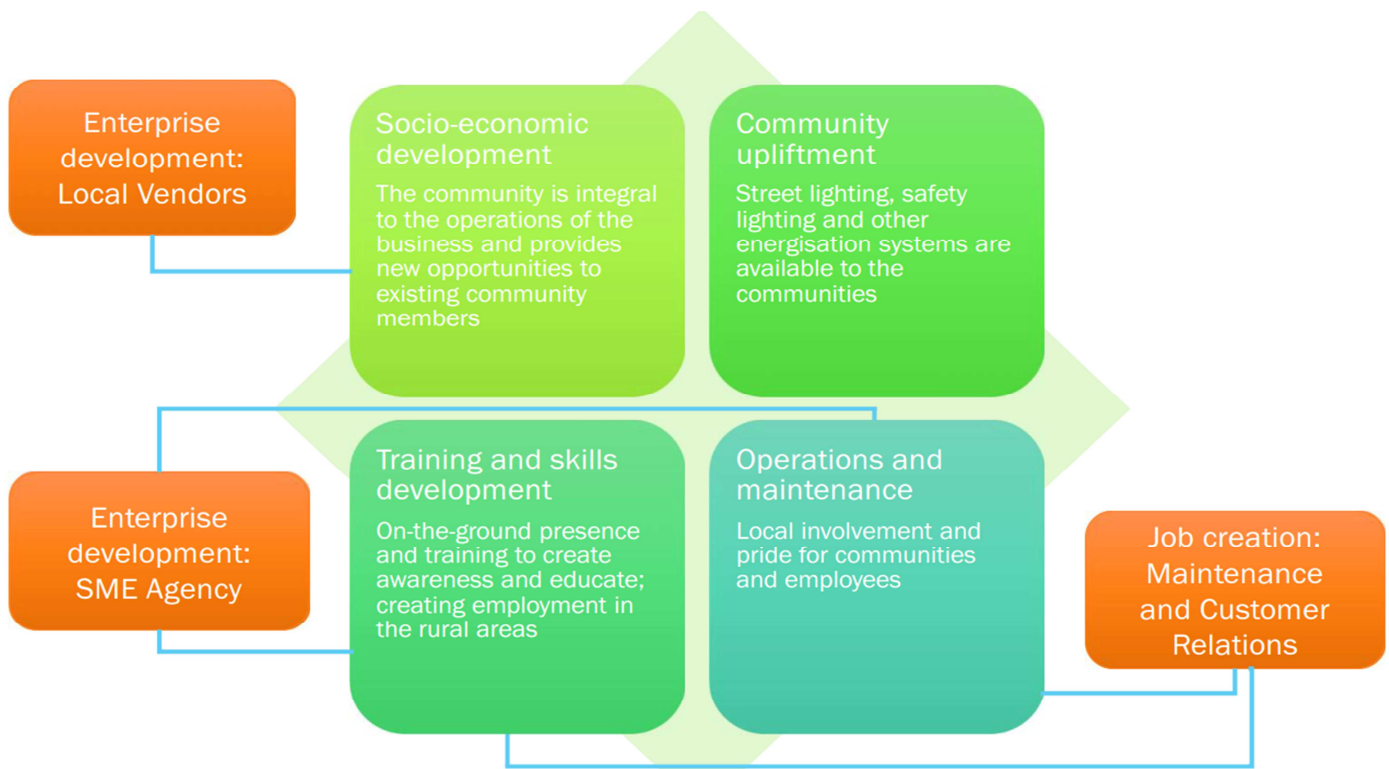 Enterprise
development:
Local Vendors
Socio-economic
development
The community is integral
to the operations of the
business and provides
new opportunities to
existing community
members
Community
upliftment
Street lighting, safety
lighting and other
energisation systems are
available to the
communities
Enterprise
development:
SME Agency
Training and skills
development
On-the-ground presence
and training to create
awareness and educate;
creating employment in
the rural areas
Operations and
maintenance
Local involvement and
pride for communities
and employees
Job creation:
Maintenance
and Customer
Relations